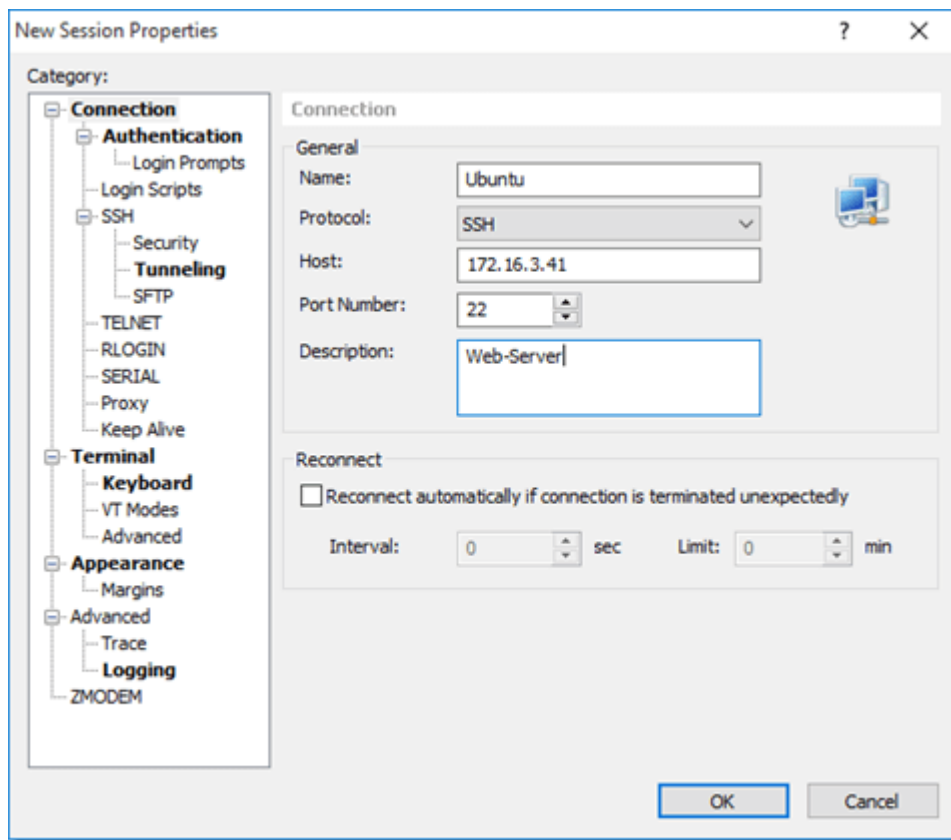 New Session Properties
?
Category:
Connection
Authentication
Login Prompts
Login Scripts
SSH
Security
Tunneling
SFTP
TELNET
RLOGIN
SERIAL
Proxy
Keep Alive
Terminal
Keyboard
VT Modes
Advanced
Appearance
Margins
Advanced
Trace
Logging
ZMODEM
Connection
General
Name: Ubuntu
Protocol: SSH
Host: 172.16.3.41
Port Number: 22
Description: Web-Server
Reconnect
Reconnect automatically if connection is terminated unexpectedly
Interval: 0 sec Limit: 0 min
OK Cancel